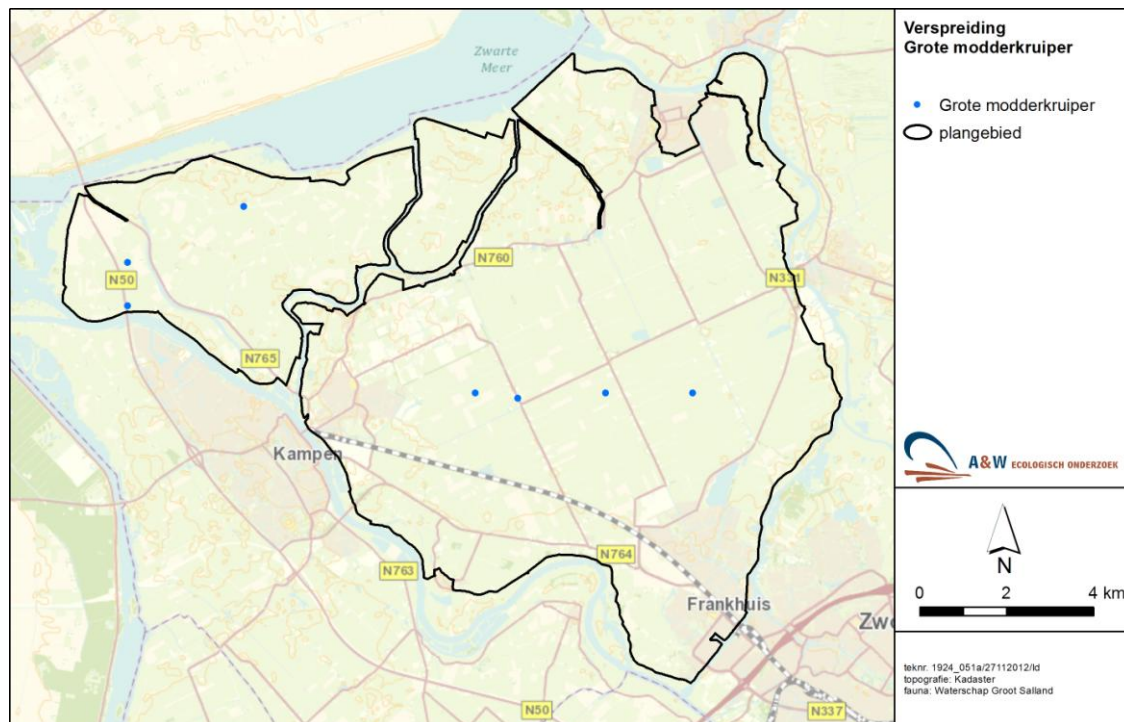 Verspreiding
Grote modderkruiper
Grote modderkruiper
plangebied
Zwarte
Meer
N760
N331
N50
N765
Kampen
N764
N763
Frankhuis
Zwo
N50
N337
A&W ECOLOGISCH ONDERZOEK
N
0 2 4 km
teknr. 1924_051a/27112012/ld
topografie: Kadaster
fauna: Waterschap Groot Salland